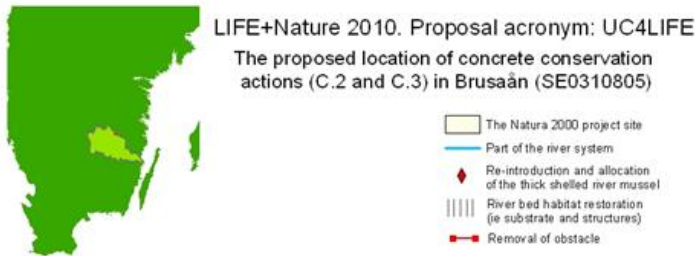 LIFE+Nature 2010. Proposal acronym: UC4LIFE
The proposed location of concrete conservation
actions (C.2 and C.3) in Brusaån (SE0310805)
The Natura 2000 project site
Part of the river system
Re-introduction and allocation
of the thick shelled river mussel
River bed habitat restoration
(ie substrate and structures)
Removal of obstacle